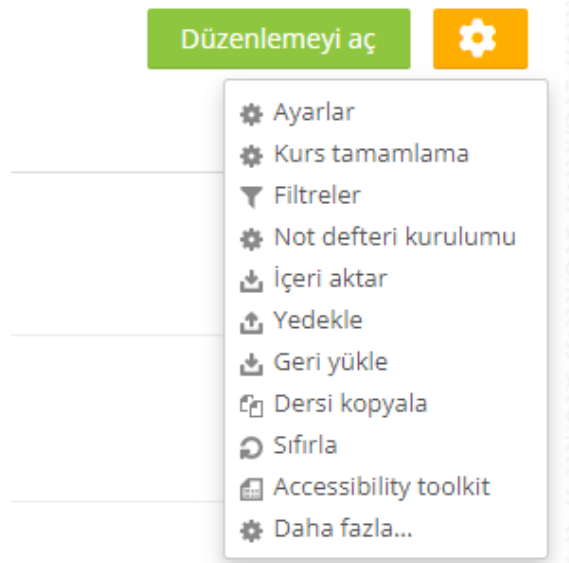 Düzenlemeyi aç
Ayarlar
Kurs tamamlama
Filtreler
Not defteri kurulumu
İçeri aktar
Yedekle
Geri yükle
Dersi kopyala
Sıfırla
Accessibility toolkit
Daha fazla...